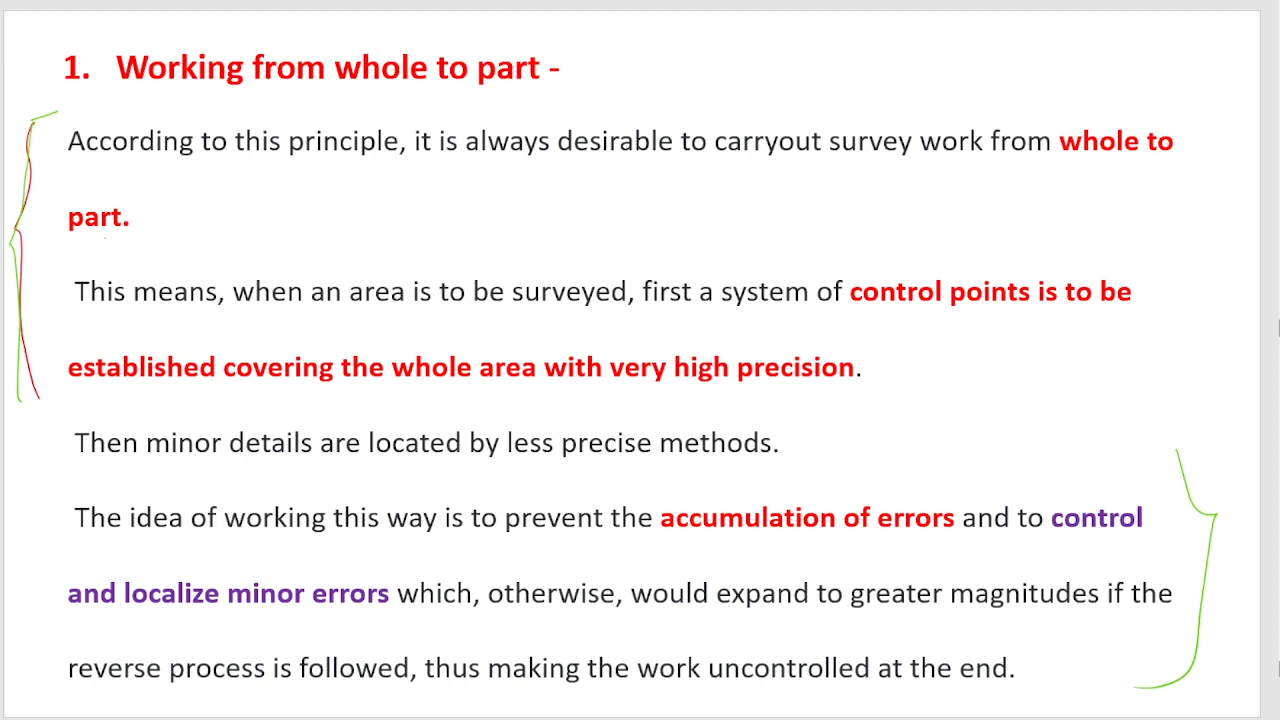 1. Working from whole to part -
According to this principle, it is always desirable to carryout survey work from whole to
part.
This means, when an area is to be surveyed, first a system of control points is to be
established covering the whole area with very high precision.
Then minor details are located by less precise methods.
The idea of working this way is to prevent the accumulation of errors and to control
and localize minor errors which, otherwise, would expand to greater magnitudes if the
reverse process is followed, thus making the work uncontrolled at the end.